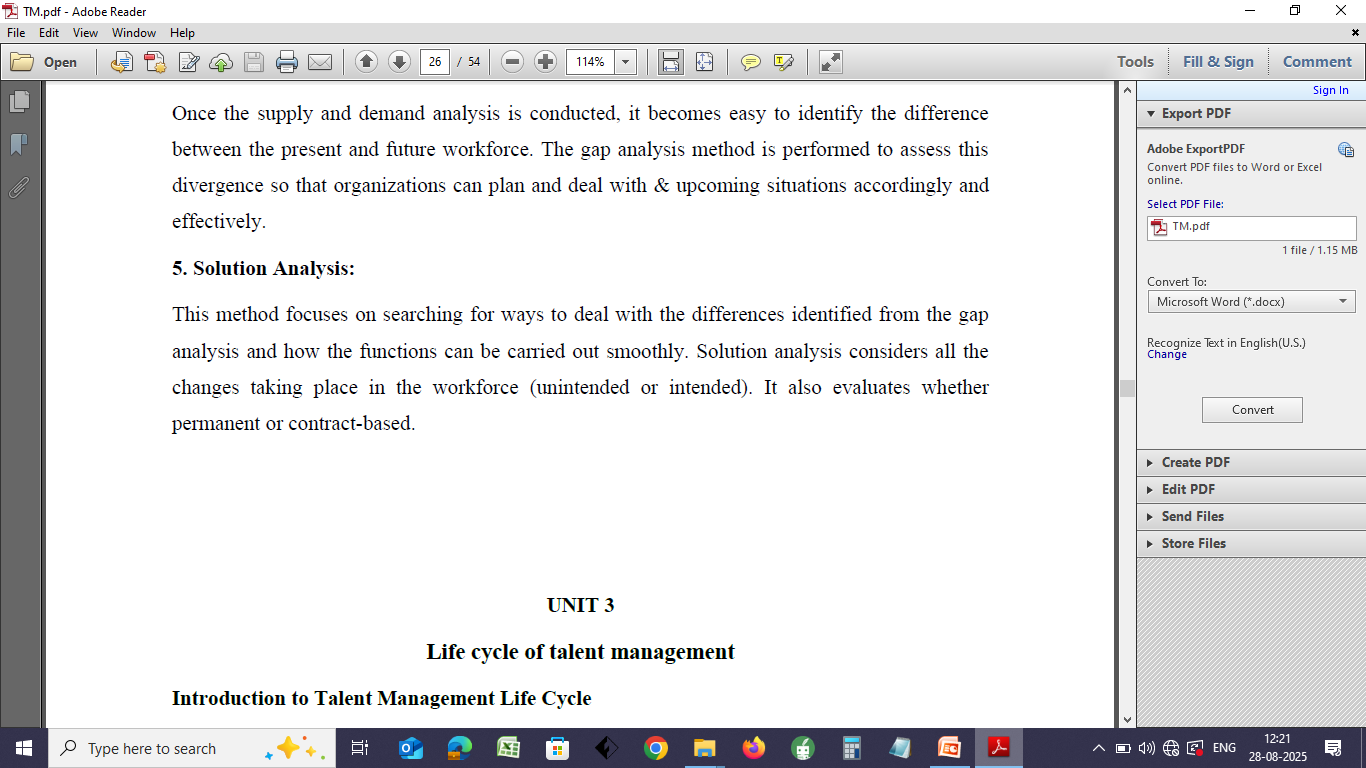 TM.pdf - Adobe Reader
File Edit View Window Help
Open 26 / 54 114% Tools Fill & Sign Comment
Sign In
Once the supply and demand analysis is conducted, it becomes easy to identify the difference
between the present and future workforce. The gap analysis method is performed to assess this
divergence so that organizations can plan and deal with & upcoming situations accordingly and
effectively.
5. Solution Analysis:
This method focuses on searching for ways to deal with the differences identified from the gap
analysis and how the functions can be carried out smoothly. Solution analysis considers all the
changes taking place in the workforce (unintended or intended). It also evaluates whether
permanent or contract-based.
UNIT 3
Life cycle of talent management
Introduction to Talent Management Life Cycle
Export PDF
Adobe ExportPDF
Convert PDF files to Word or Excel
online.
Select PDF File:
TM.pdf
1 file / 1.15 MB
Convert To:
Microsoft Word (*.docx)
Recognize Text in English(U.S.)
Change
Convert
Create PDF
Edit PDF
Send Files
Store Files
Type here to search
ENG
12:21
28-08-2025